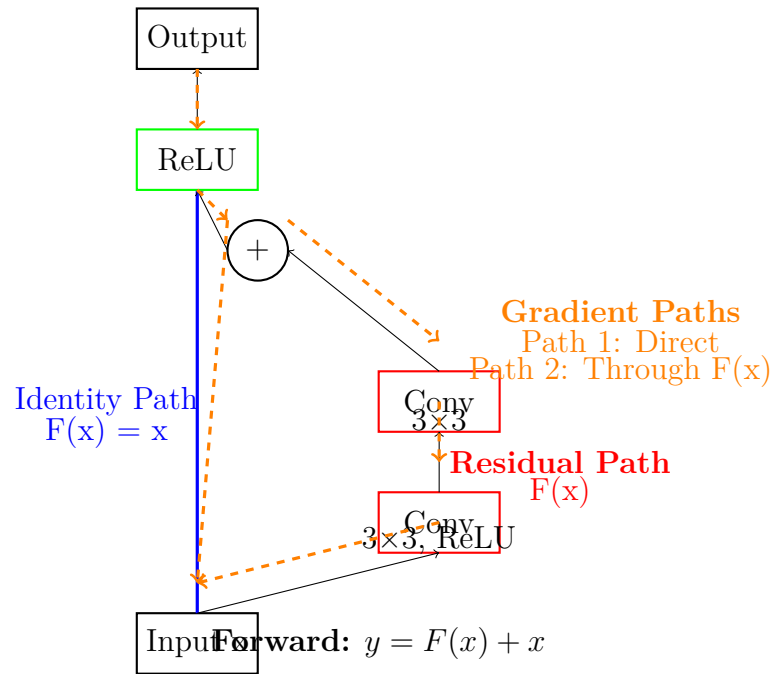 Output
ReLU
+
Gradient Paths
Path 1: Direct
Path 2: Through F(x)
Identity Path
F(x) = x
Conv
3×3
Residual Path
F(x)
Conv
3×3, ReLU
Input x
Forward: y = F(x) + x